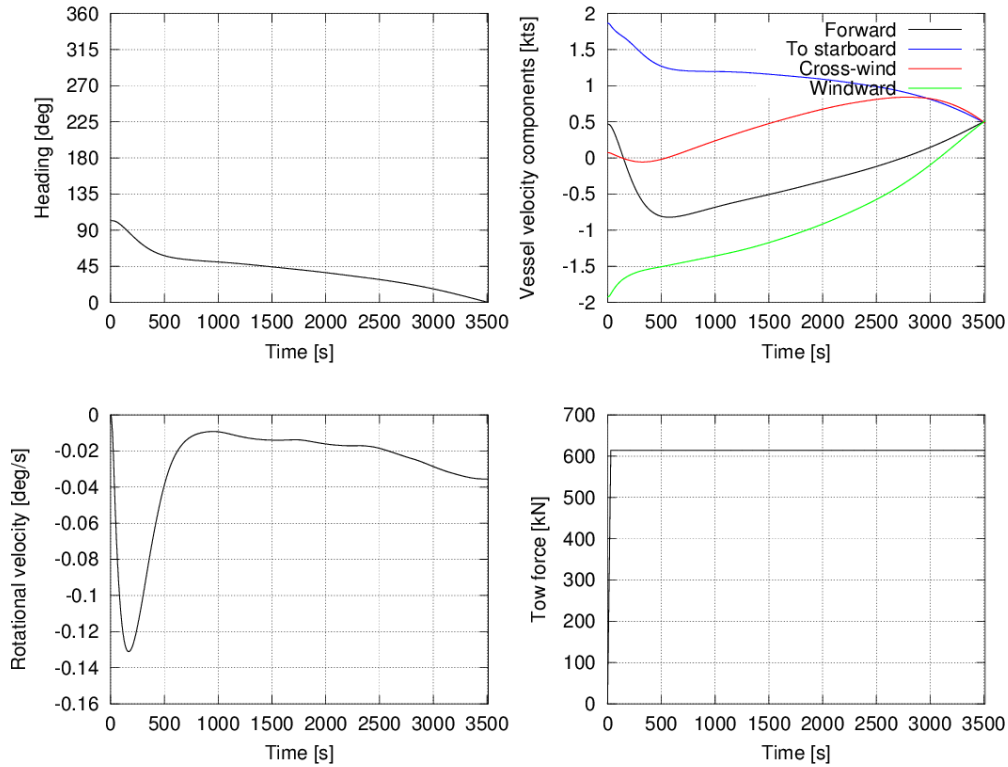 360
315
270
225
180
135
90
45
0
Heading [deg]
0 500 1000 1500 2000 2500 3000 3500
Time [s]
2
1.5
1
0.5
0
-0.5
-1
-1.5
-2
Vessel velocity components [kts]
Forward
To starboard
Cross-wind
Windward
0 500 1000 1500 2000 2500 3000 3500
Time [s]
0
-0.02
-0.04
-0.06
-0.08
-0.1
-0.12
-0.14
-0.16
Rotational velocity [deg/s]
0 500 1000 1500 2000 2500 3000 3500
Time [s]
700
600
500
400
300
200
100
0
Tow force [kN]
0 500 1000 1500 2000 2500 3000 3500
Time [s]